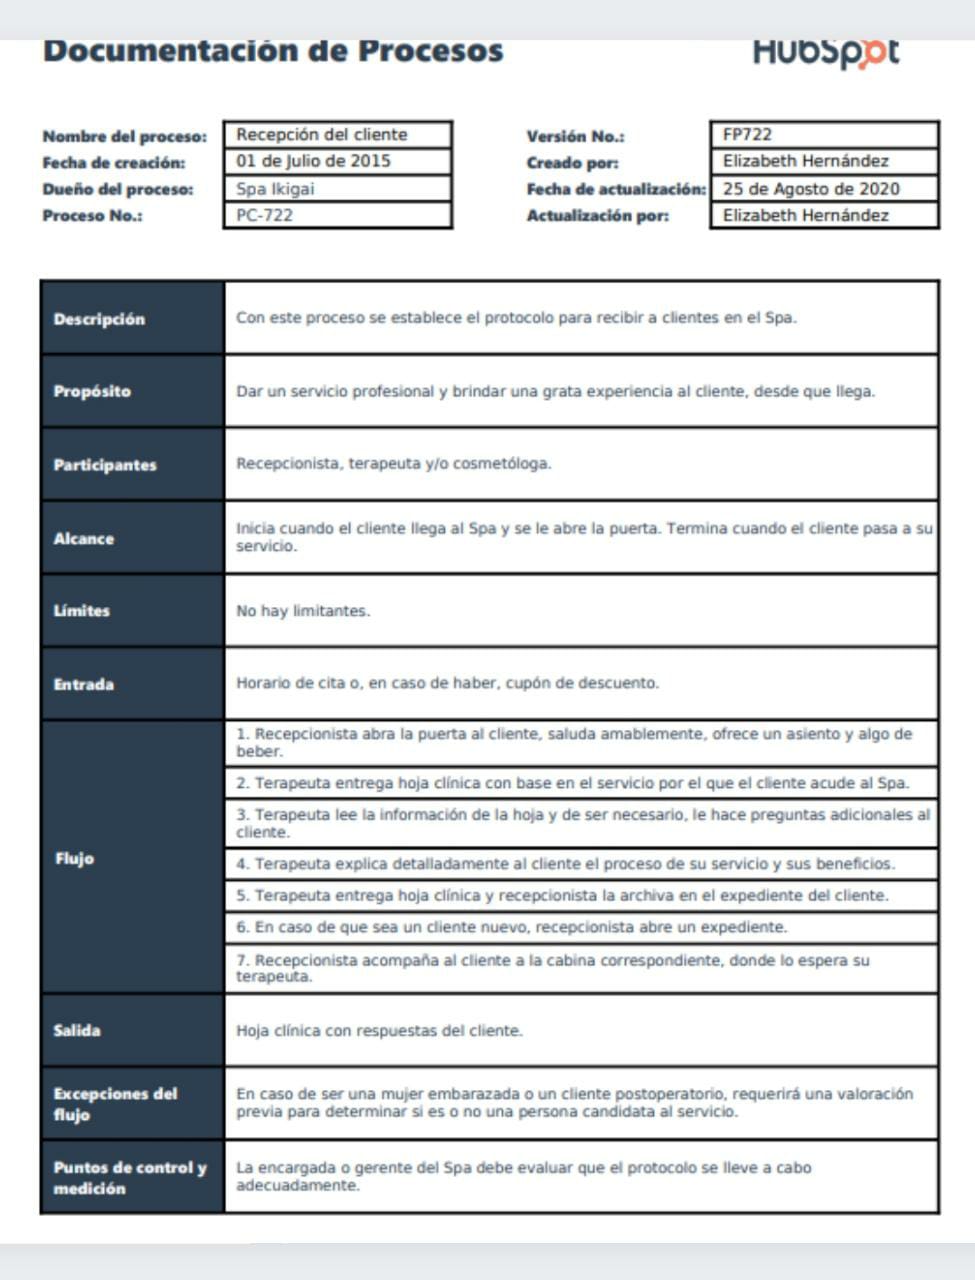 Documentación de Procesos
HubSpot
Nombre del proceso: Recepción del cliente
Fecha de creación: 01 de Julio de 2015
Dueño del proceso: Spa Ikigai
Proceso No.: PC-722
Versión No.: FP722
Creado por: Elizabeth Hernández
Fecha de actualización: 25 de Agosto de 2020
Actualización por: Elizabeth Hernández
Descripción
Con este proceso se establece el protocolo para recibir a clientes en el Spa.
Propósito
Dar un servicio profesional y brindar una grata experiencia al cliente, desde que llega.
Participantes
Recepcionista, terapeuta y/o cosmetóloga.
Alcance
Inicia cuando el cliente llega al Spa y se le abre la puerta. Termina cuando el cliente pasa a su
servicio.
Límites
No hay limitantes.
Entrada
Horario de cita o, en caso de haber, cupón de descuento.
Flujo
1. Recepcionista abra la puerta al cliente, saluda amablemente, ofrece un asiento y algo de
beber.
2. Terapeuta entrega hoja clínica con base en el servicio por el que el cliente acude al Spa.
3. Terapeuta lee la información de la hoja y de ser necesario, le hace preguntas adicionales al
cliente.
4. Terapeuta explica detalladamente al cliente el proceso de su servicio y sus beneficios.
5. Terapeuta entrega hoja clínica y recepcionista la archiva en el expediente del cliente.
6. En caso de que sea un cliente nuevo, recepcionista abre un expediente.
7. Recepcionista acompaña al cliente a la cabina correspondiente, donde lo espera su
terapeuta.
Salida
Hoja clínica con respuestas del cliente.
Excepciones del
flujo
En caso de ser una mujer embarazada o un cliente postoperatorio, requerirá una valoración
previa para determinar si es o no una persona candidata al servicio.
Puntos de control y
medición
La encargada o gerente del Spa debe evaluar que el protocolo se lleve a cabo
adecuadamente.